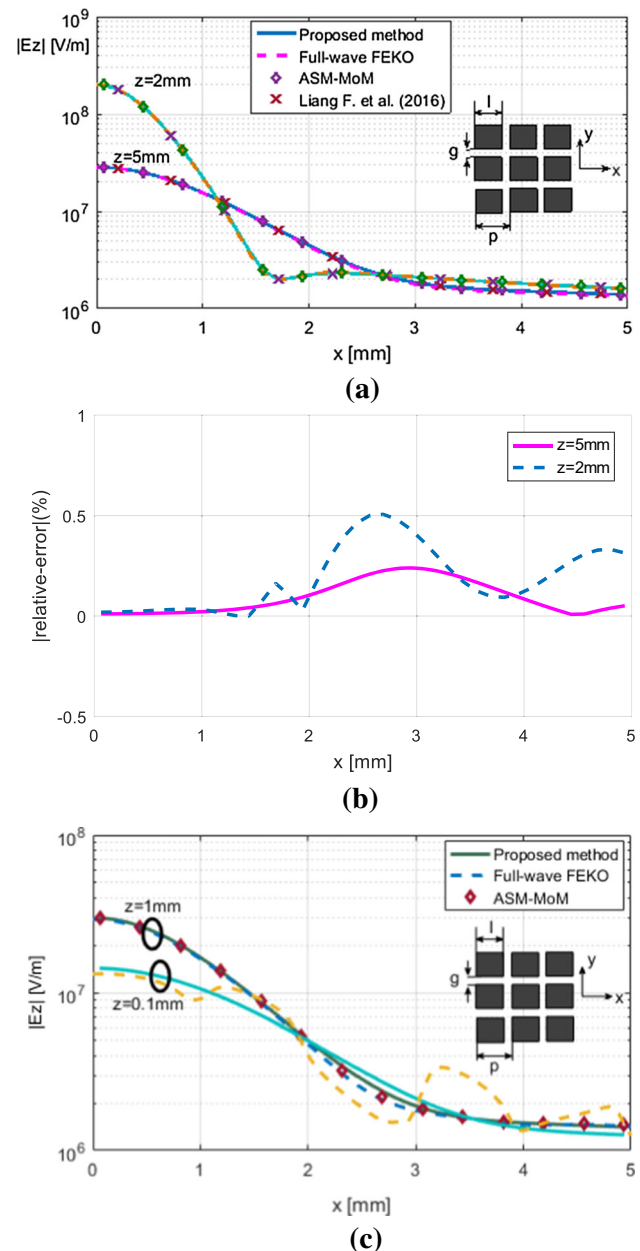 10^9
|Ez| [V/m]
10^8
10^7
10^6
z=2mm
z=5mm
Proposed method
Full-wave FEKO
ASM-MoM
Liang F. et al. (2016)
l
g
y
x
p
0 1 2 3 4 5
x [mm]
(a)
1
0.5
0
-0.5
|relative-error|(%)
z=5mm
z=2mm
0 1 2 3 4 5
x [mm]
(b)
10^8
10^7
10^6
|Ez| [V/m]
z=1mm
z=0.1mm
Proposed method
Full-wave FEKO
ASM-MoM
l
g
y
x
p
0 1 2 3 4 5
x [mm]
(c)